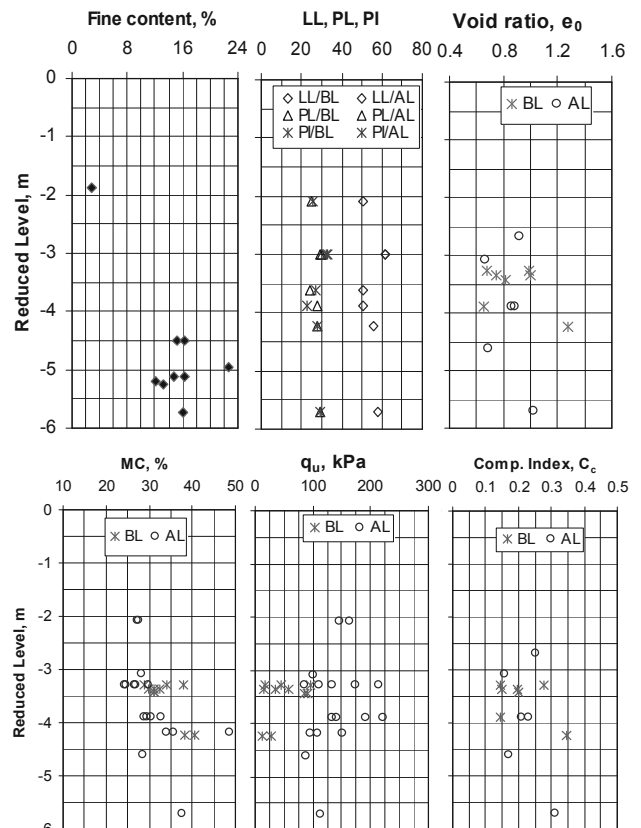 Fine content, %
0 8 16 24
LL, PL, PI
0 20 40 60 80
Void ratio, e₀
0.4 0.8 1.2 1.6
Reduced Level, m
0
-1
-2
-3
-4
-5
-6
◇ LL/BL ◇ LL/AL
△ PL/BL △ PL/AL
PI/BL PI/AL
BL AL
MC, %
10 20 30 40 50
qᵤ, kPa
0 100 200 300
Comp. Index, C꜀
0 0.1 0.2 0.3 0.4 0.5
Reduced Level, m
0
-1
-2
-3
-4
-5
-6
BL AL
BL AL
BL AL